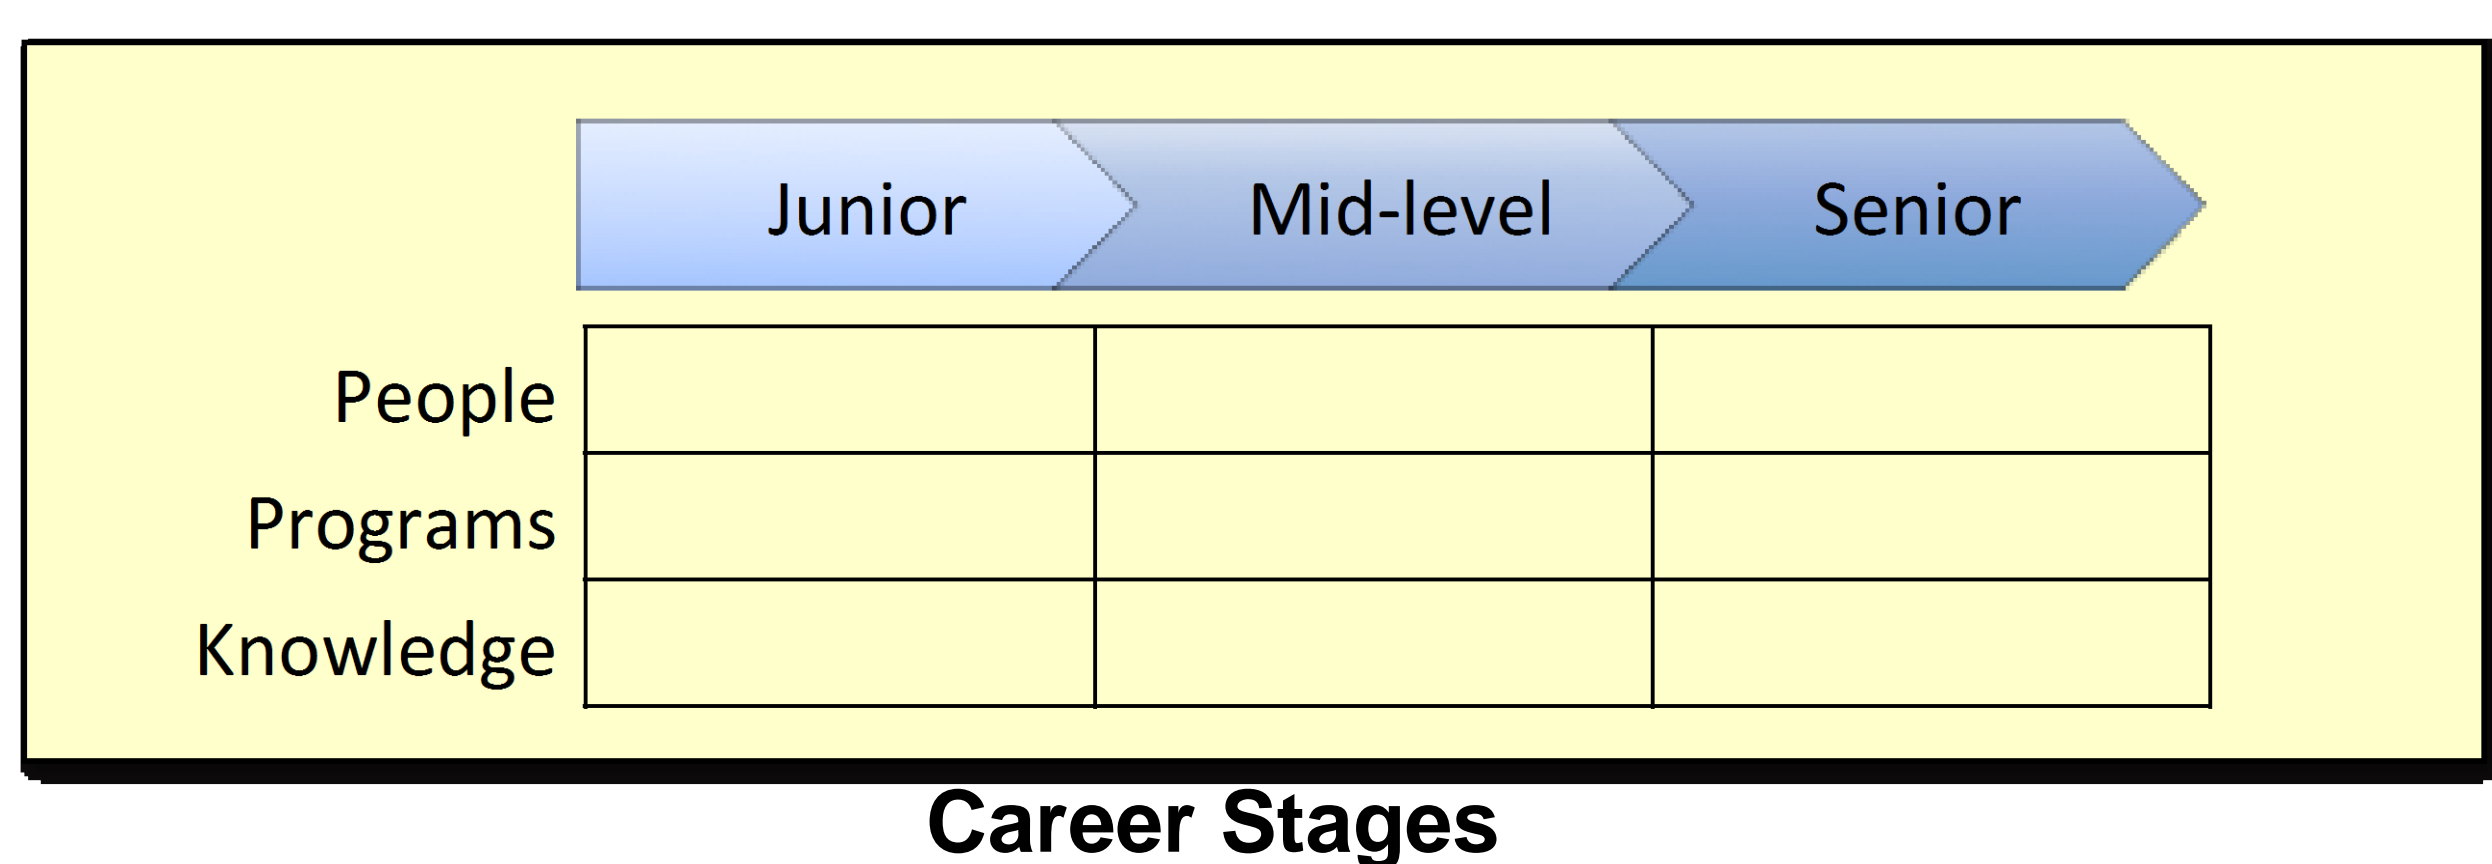 Junior Mid-level Senior
People
Programs
Knowledge
Career Stages